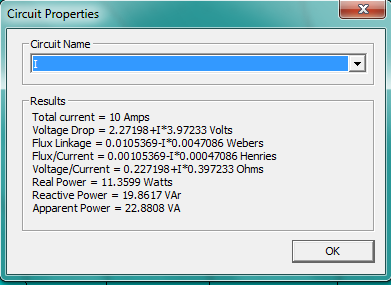 Circuit Properties
Circuit Name
I
Results
Total current = 10 Amps
Voltage Drop = 2.27198+I*3.97233 Volts
Flux Linkage = 0.0105369-I*0.0047086 Webers
Flux/Current = 0.00105369-I*0.00047086 Henries
Voltage/Current = 0.227198+I*0.397233 Ohms
Real Power = 11.3599 Watts
Reactive Power = 19.8617 VAr
Apparent Power = 22.8808 VA
OK